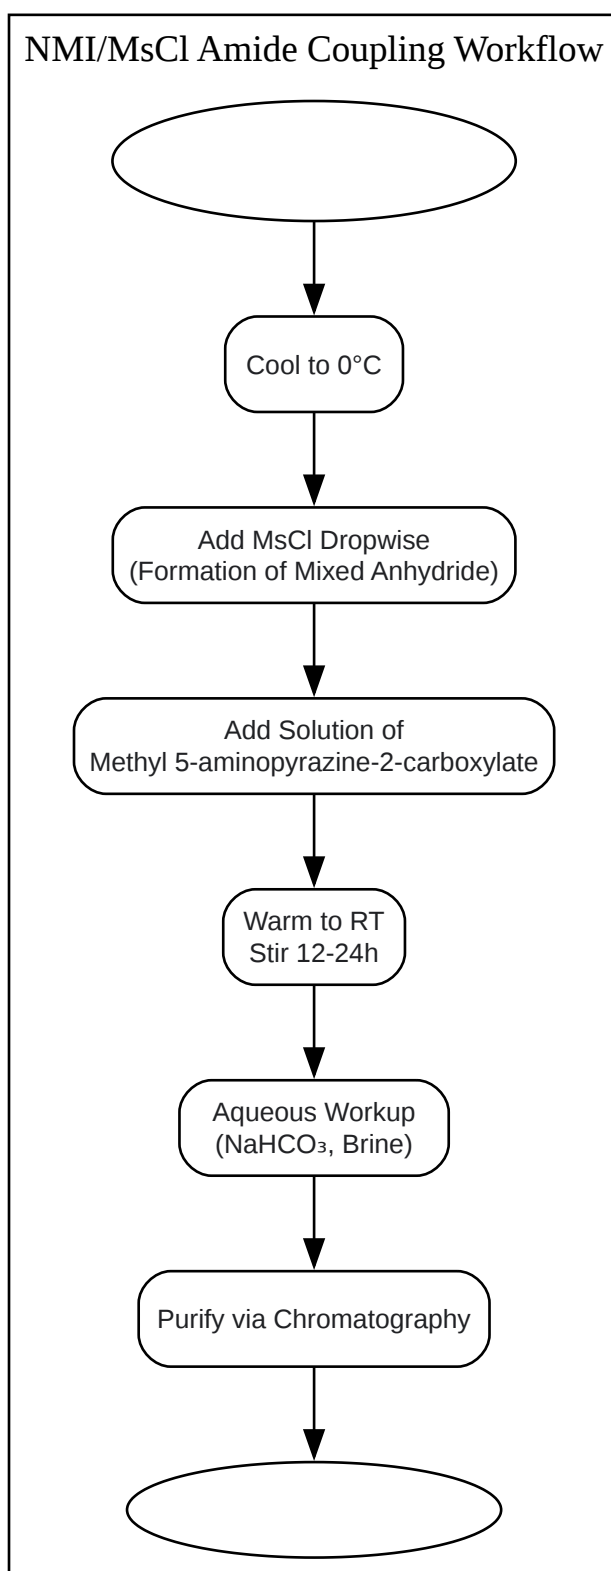 NMI/MsCl Amide Coupling Workflow
Cool to 0°C
Add MsCl Dropwise
(Formation of Mixed Anhydride)
Add Solution of
Methyl 5-aminopyrazine-2-carboxylate
Warm to RT
Stir 12-24h
Aqueous Workup
(NaHCO₃, Brine)
Purify via Chromatography